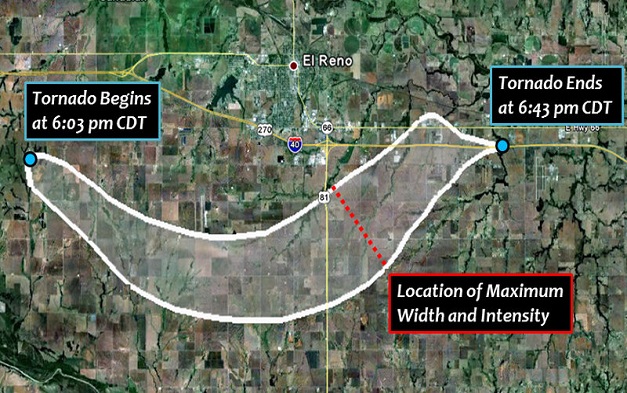 El Reno
Tornado Begins
at 6:03 pm CDT
Tornado Ends
at 6:43 pm CDT
270
66
40
E Hwy 66
81
Location of Maximum
Width and Intensity